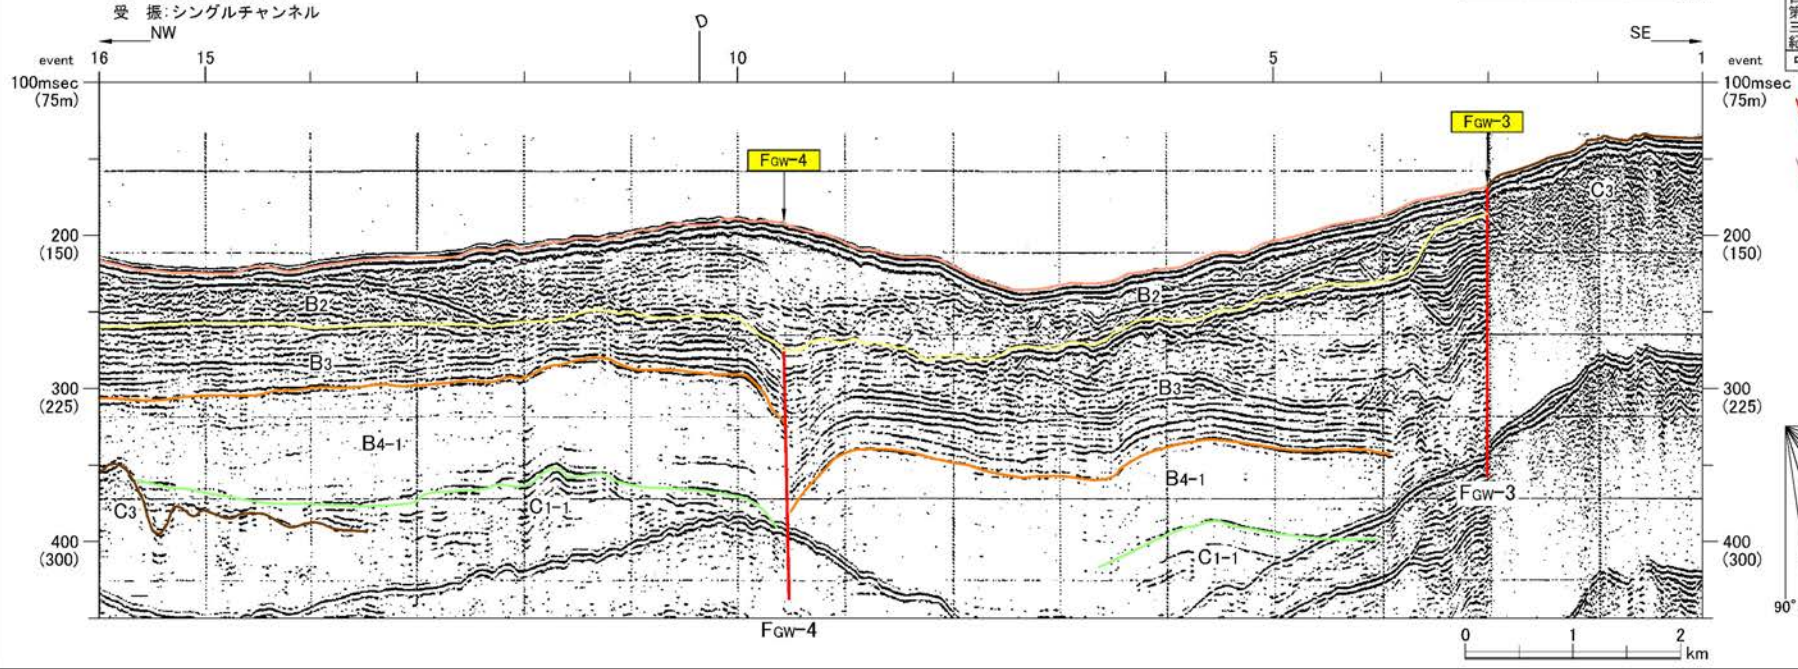 受 振:シングルチャンネル
NW
D
SE
event
16
15
10
5
1
event
100msec
(75m)
100msec
(75m)
FGW-3
FGW-4
C3
200
(150)
200
(150)
B2
B2
B3
B3
300
(225)
300
(225)
B4-1
B4-1
C3
C1-1
FGW-3
C1-1
400
(300)
400
(300)
90°
FGW-4
0
1
2
km